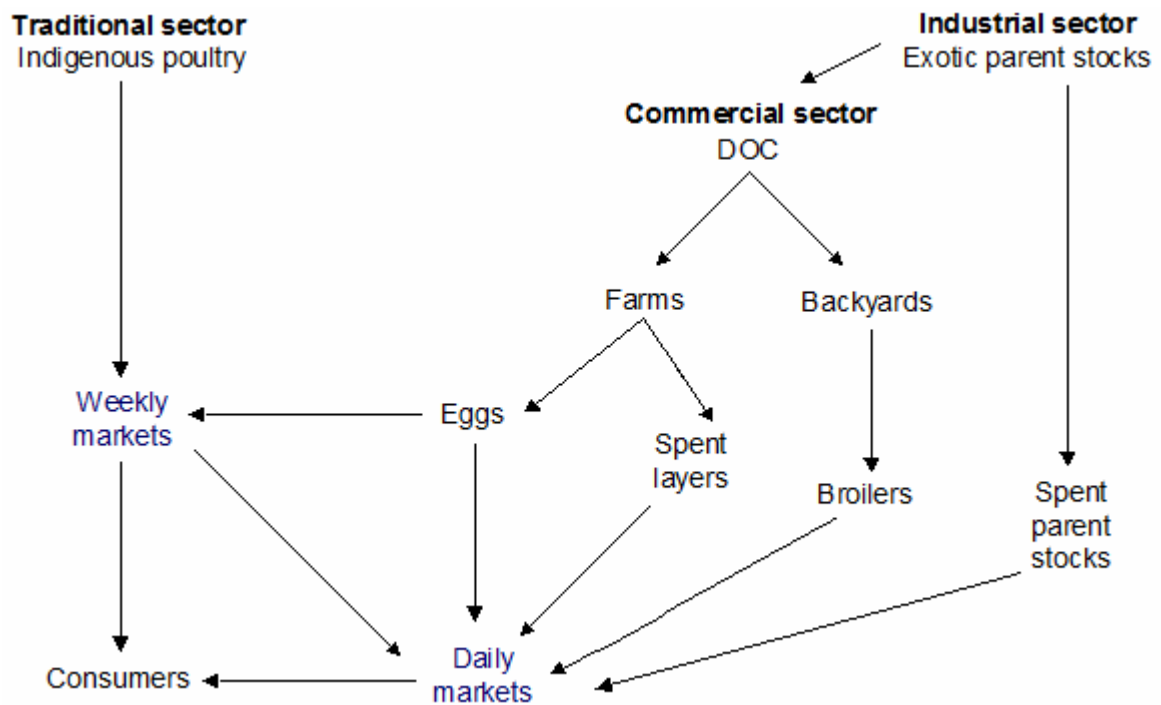 Traditional sector
Indigenous poultry
Industrial sector
Exotic parent stocks
Commercial sector
DOC
Farms
Backyards
Weekly
markets
Eggs
Spent
layers
Broilers
Spent
parent
stocks
Consumers
Daily
markets